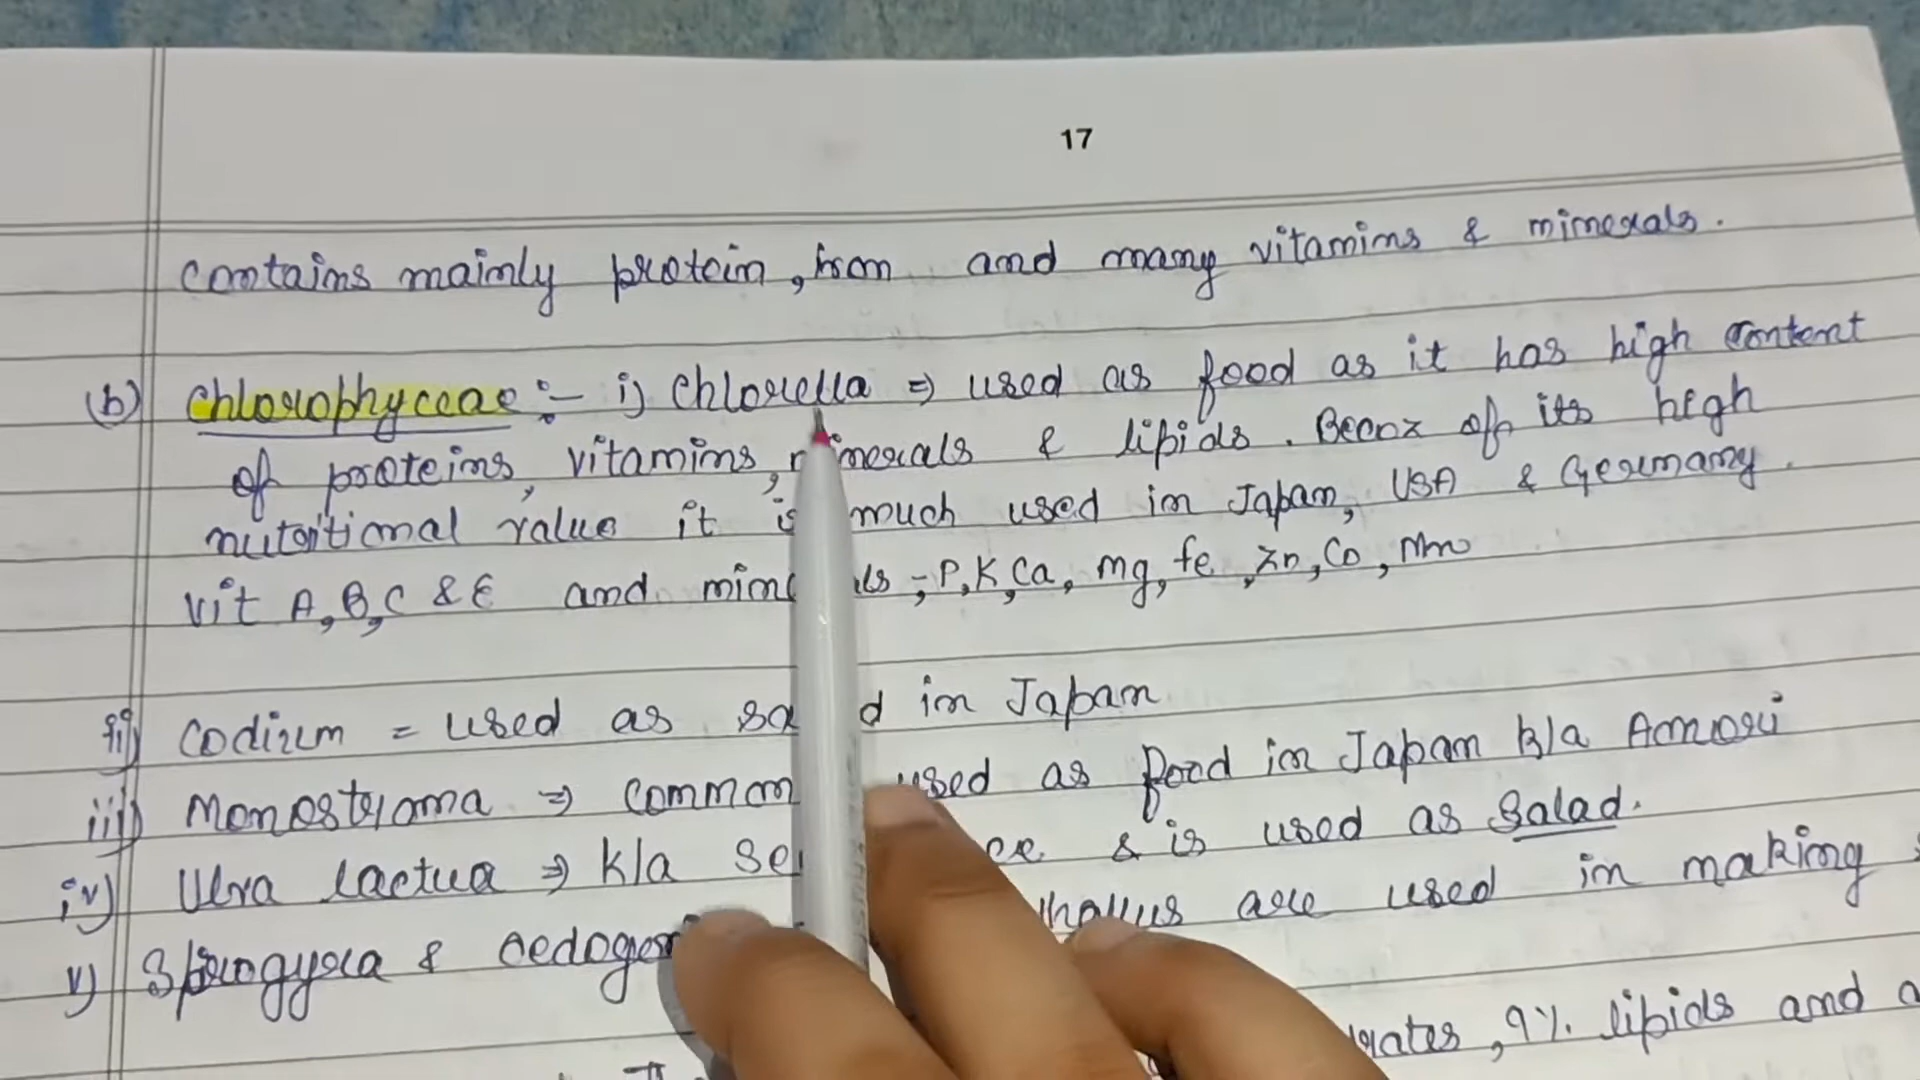 17
contains mainly protein, iron and many vitamins & minerals.
(b) Chlorophyceae :- i) Chlorella ⇒ used as food as it has high content
of proteins, vitamins, minerals & lipids. Becoz of its high
nutritional value it is much used in Japan, USA & Germany.
vit A, B, C & E and minerals ;- P, K, Ca, Mg, Fe, Zn, Co, Mn
ii) Codium = used as salad in Japan
iii) Monostroma ⇒ common used as food in Japan k/a Amori
iv) Ulva lactua ⇒ k/a & is used as Salad.
v) Spirogyra & thallus are used in making
rates, 9% lipids and